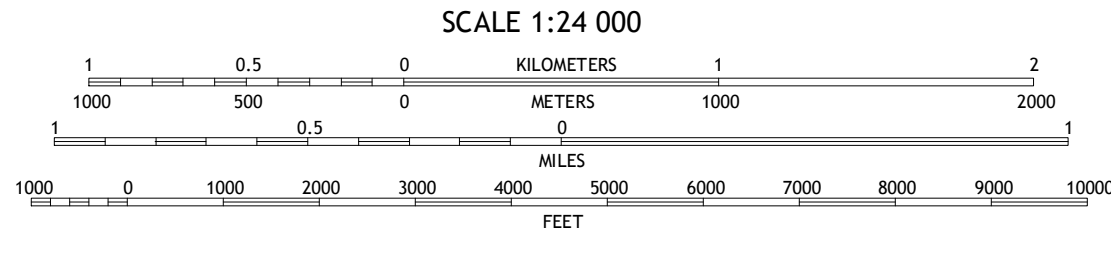 SCALE 1:24 000
1 0.5 0 KILOMETERS 1 2
1000 500 0 METERS 1000 2000
1 0.5 0 1
MILES
1000 0 1000 2000 3000 4000 5000 6000 7000 8000 9000 10000
FEET